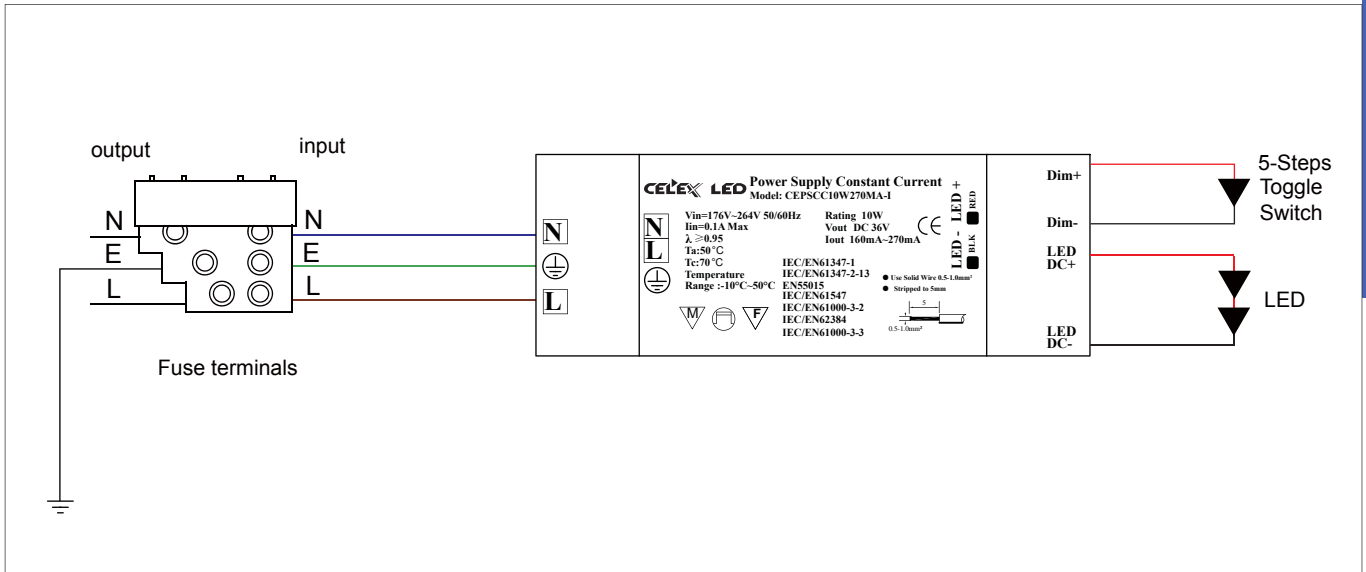 output
input
N
E
L
N
E
L
Fuse terminals
N
L
CELEX LED
Power Supply Constant Current
Model: CEPSCC10W270MA-I
N
L
Vin=176V~264V 50/60Hz
Iin=0.1A Max
λ ≥0.95
Ta:50°C
Tc:70°C
Temperature
Range :-10°C~50°C
Rating 10W
Vout DC 36V
Iout 160mA~270mA
CE
IEC/EN61347-1
IEC/EN61347-2-13
EN55015
IEC/EN61547
IEC/EN61000-3-2
IEC/EN62384
IEC/EN61000-3-3
M
F
LED - LED +
BLK RED
● Use Solid Wire 0.5-1.0mm²
● Stripped to 5mm
5
0.5-1.0mm²
Dim+
Dim-
LED
DC+
LED
DC-
5-Steps
Toggle
Switch
LED